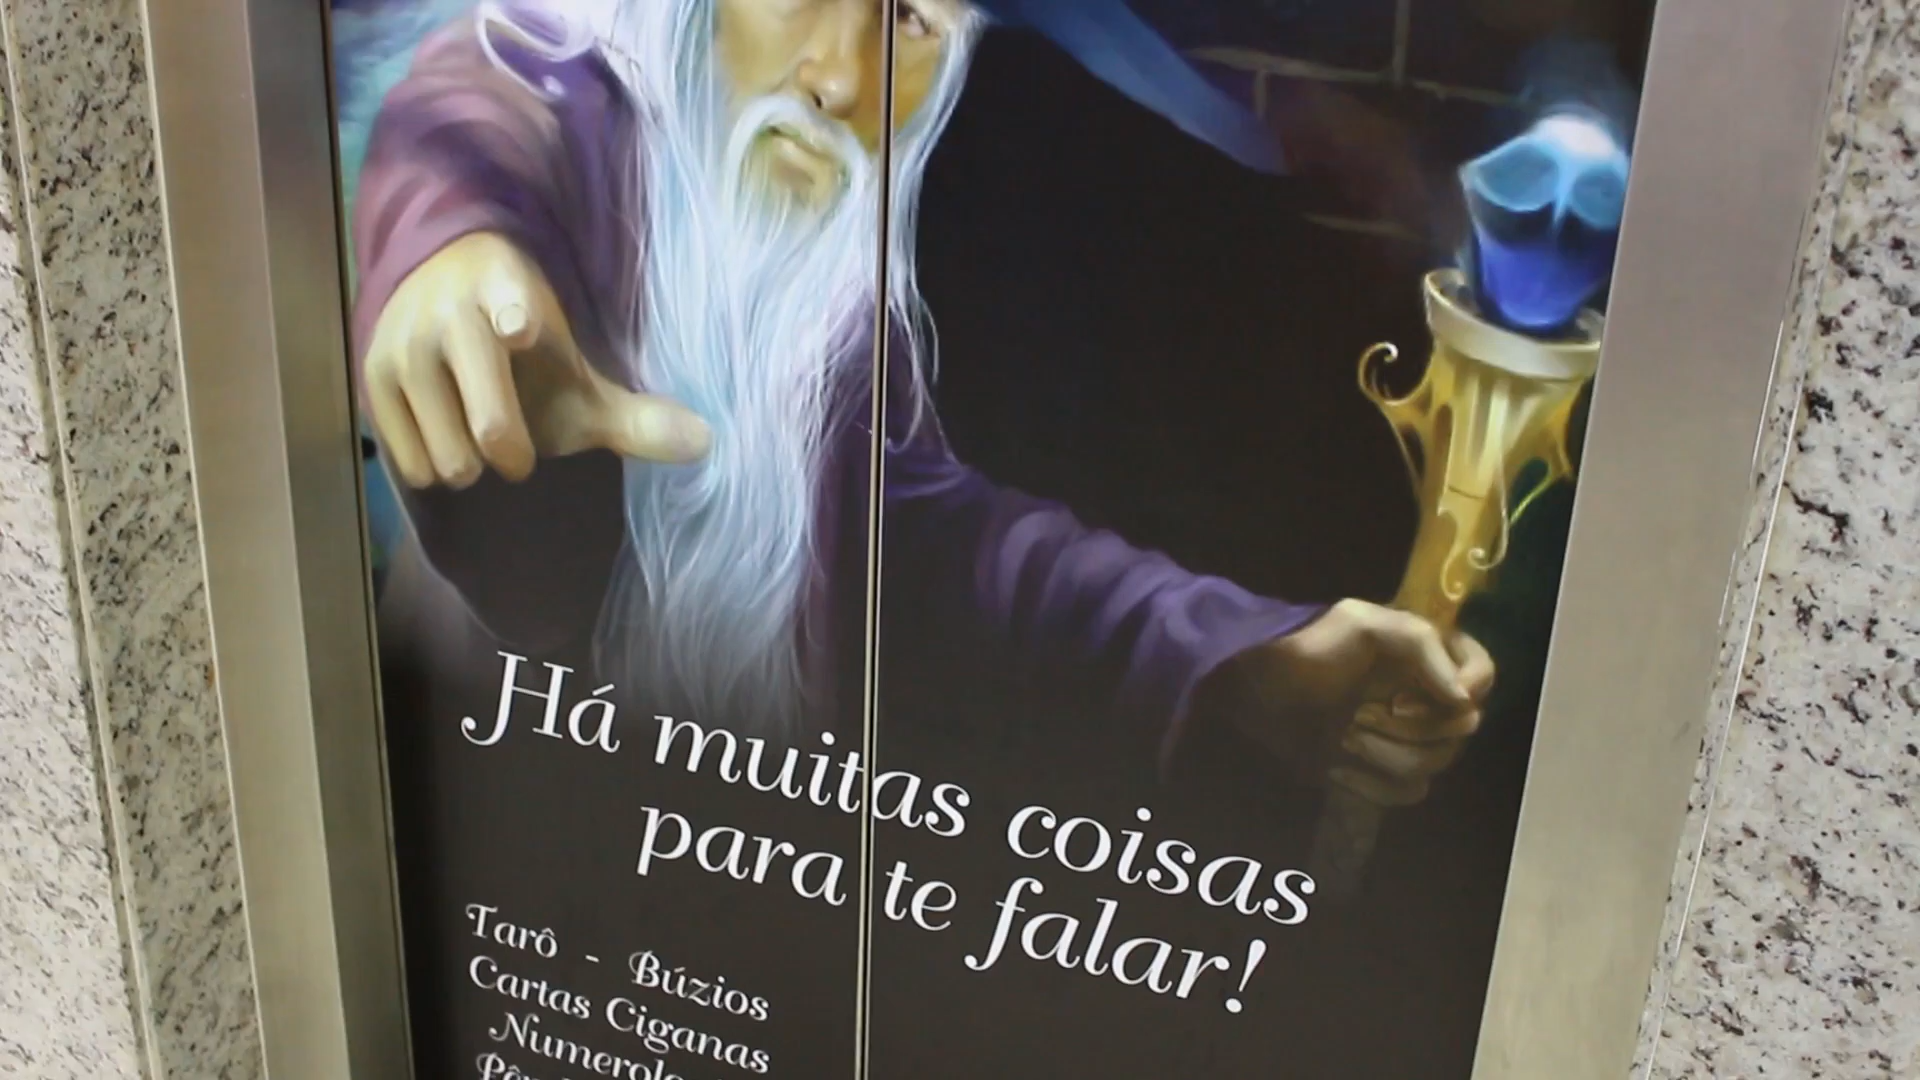 Há muitas coisas
para te falar!
Tarô - Búzios
Cartas Ciganas